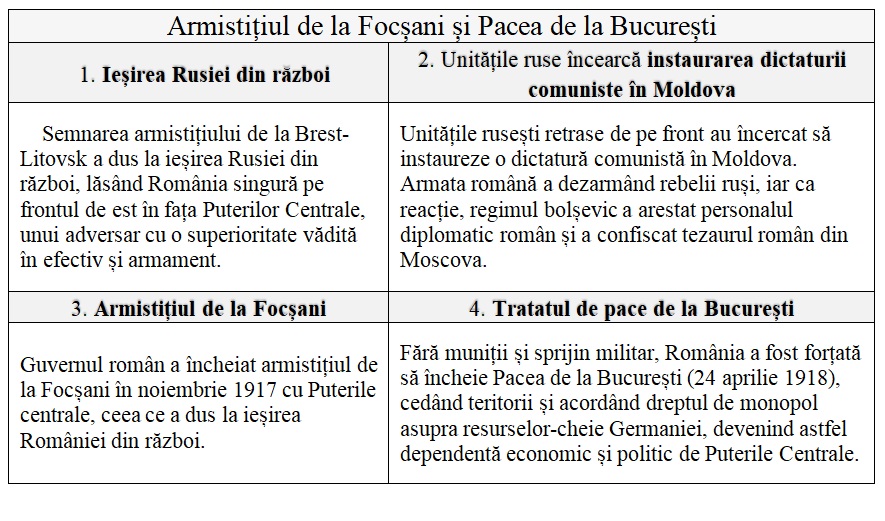 Armistițiul de la Focșani și Pacea de la București
1. Ieșirea Rusiei din război
2. Unitățile ruse încearcă instaurarea dictaturii
comuniste în Moldova
Semnarea armistițiului de la Brest-
Litovsk a dus la ieșirea Rusiei din
război, lăsând România singură pe
frontul de est în fața Puterilor Centrale,
unui adversar cu o superioritate vădită
în efectiv și armament.
Unitățile rusești retrase de pe front au încercat să
instaureze o dictatură comunistă în Moldova.
Armata română a dezarmând rebelii ruși, iar ca
reacție, regimul bolșevic a arestat personalul
diplomatic român și a confiscat tezaurul român din
Moscova.
3. Armistițiul de la Focșani
4. Tratatul de pace de la București
Guvernul român a încheiat armistițiul de
la Focșani în noiembrie 1917 cu Puterile
centrale, ceea ce a dus la ieșirea
României din război.
Fără muniții și sprijin militar, România a fost forțată
să încheie Pacea de la București (24 aprilie 1918),
cedând teritorii și acordând dreptul de monopol
asupra resurselor-cheie Germaniei, devenind astfel
dependentă economic și politic de Puterile Centrale.